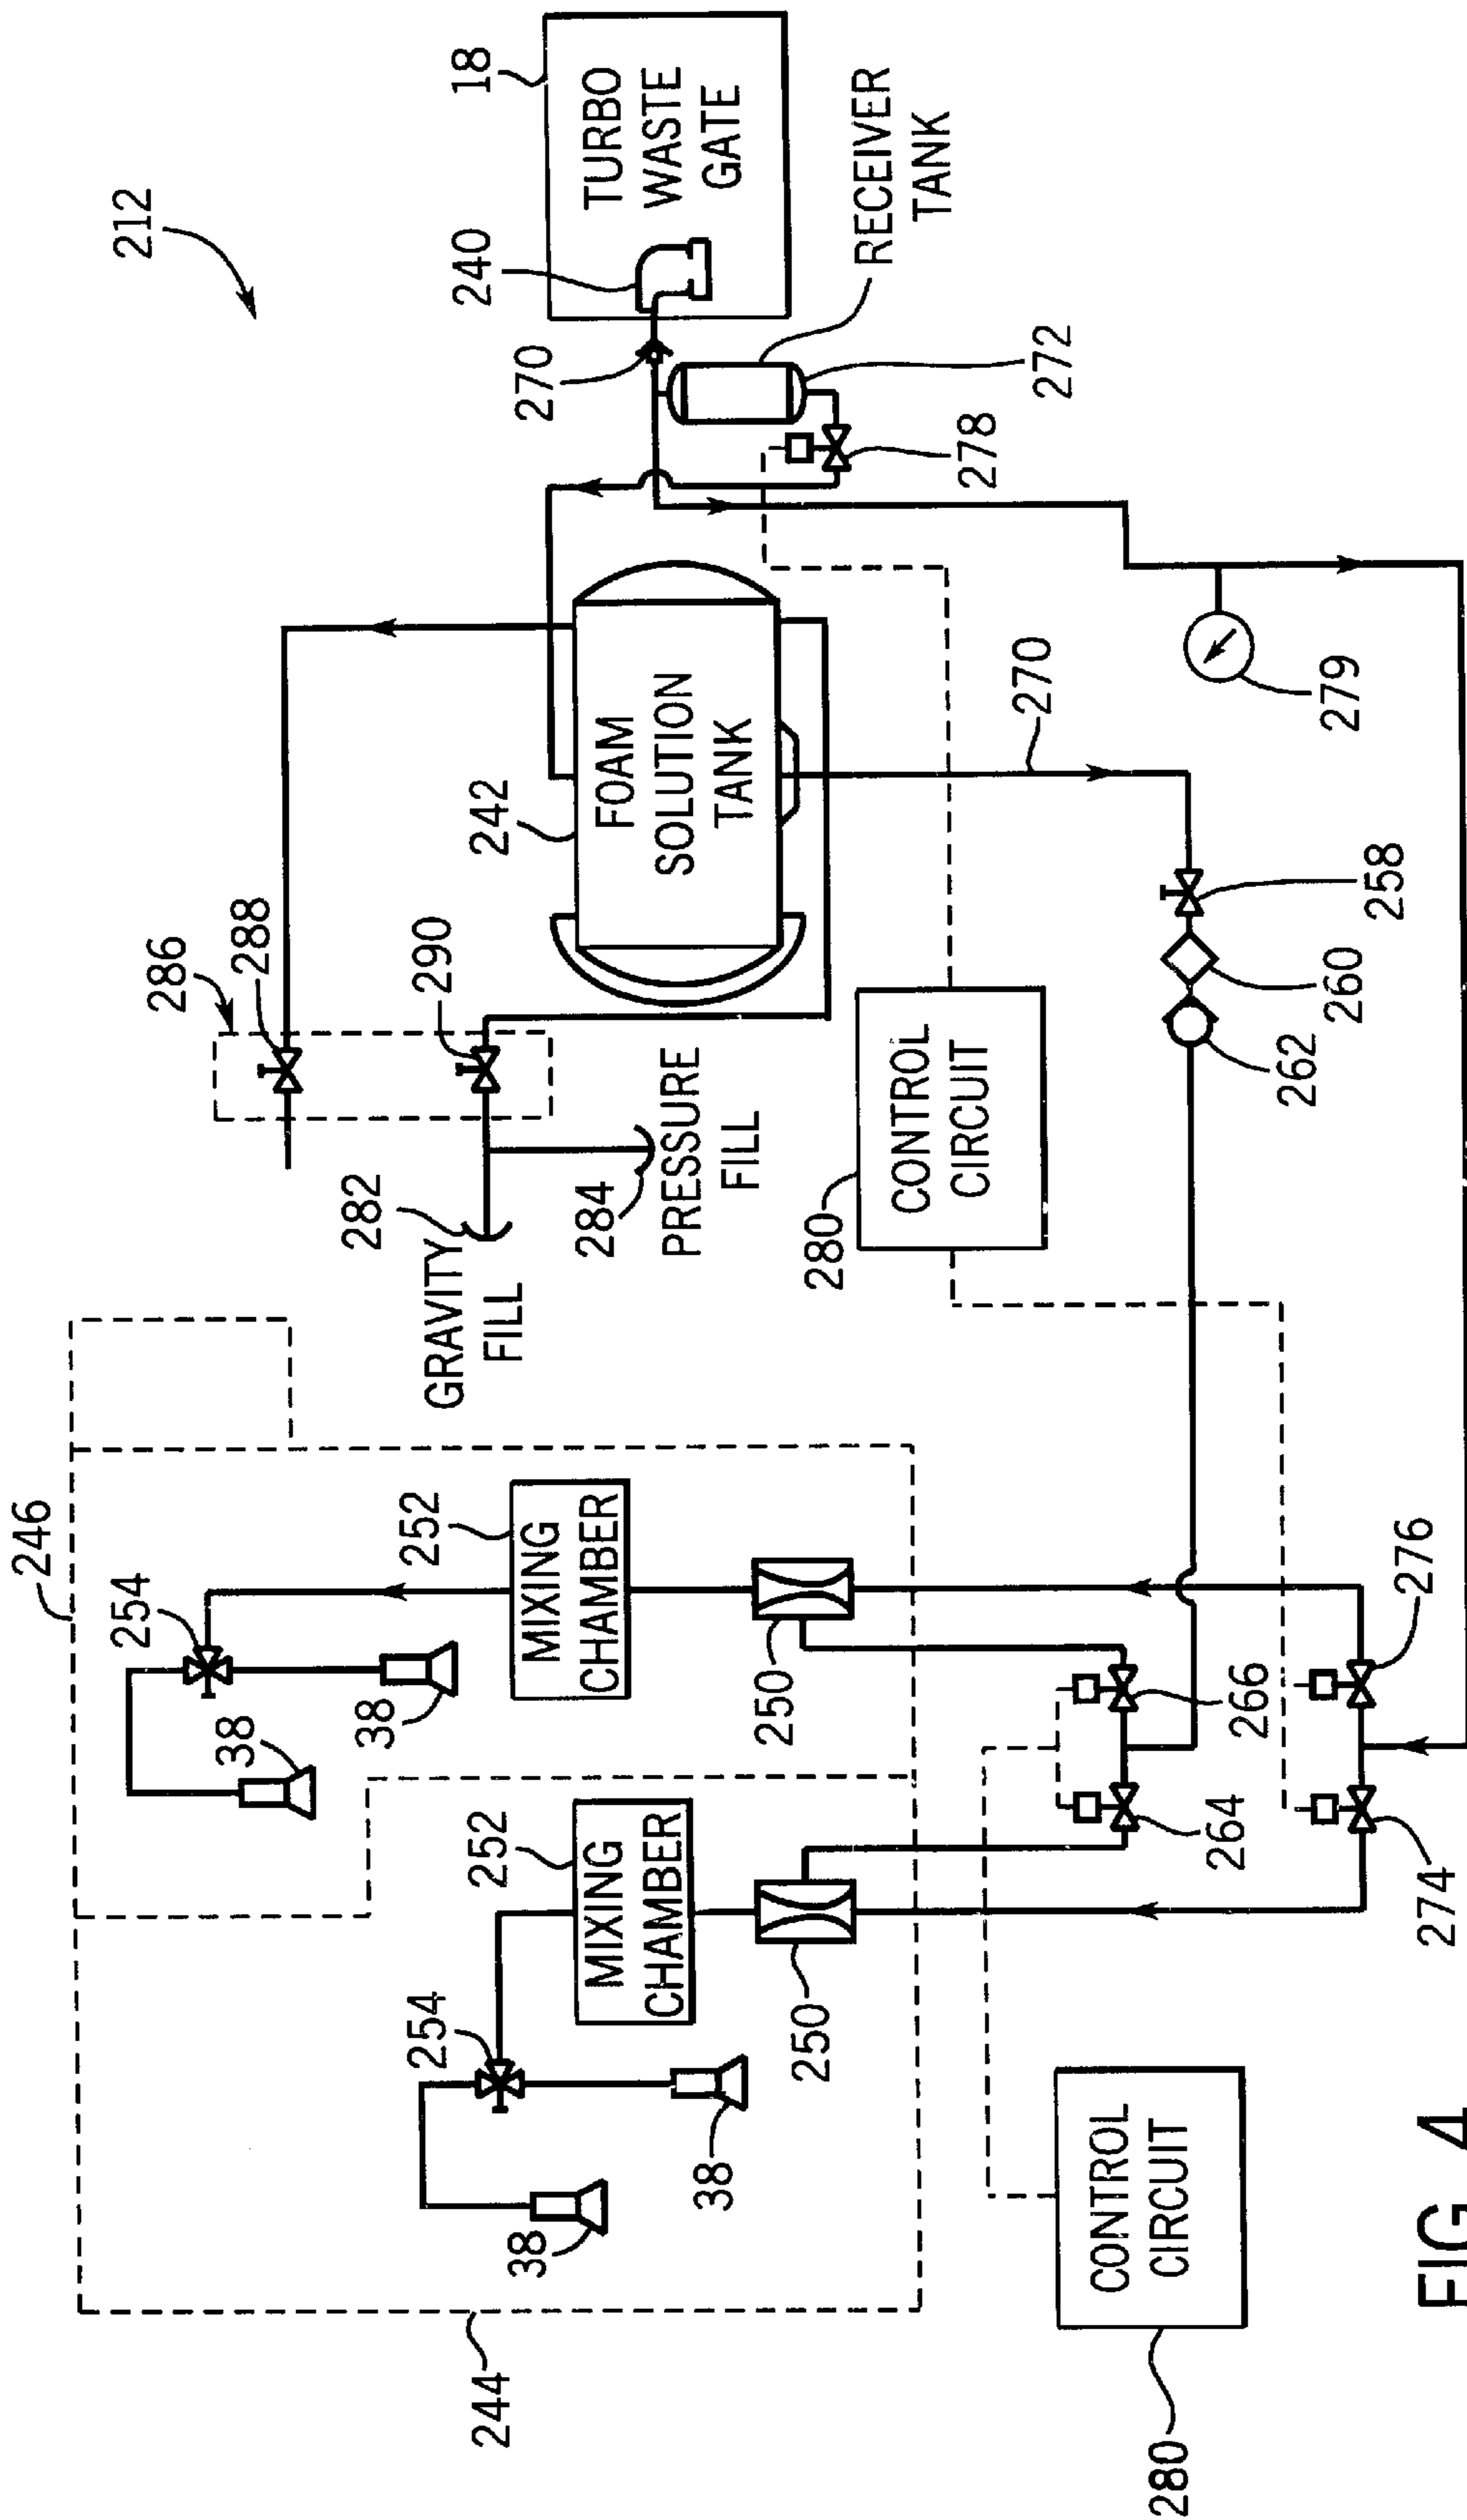 212
18
240
TURBO
WASTE
GATE
270
RECEIVER
TANK
272
278
242
FOAM
SOLUTION
TANK
270
279
286
288
290
258
260
262
282
GRAVITY
FILL
284
PRESSURE
FILL
280
CONTROL
CIRCUIT
246
254
252
MIXING
CHAMBER
38
38
250
276
266
264
274
252
MIXING
CHAMBER
254
250
38
38
244
280
CONTROL
CIRCUIT
FIG. 4